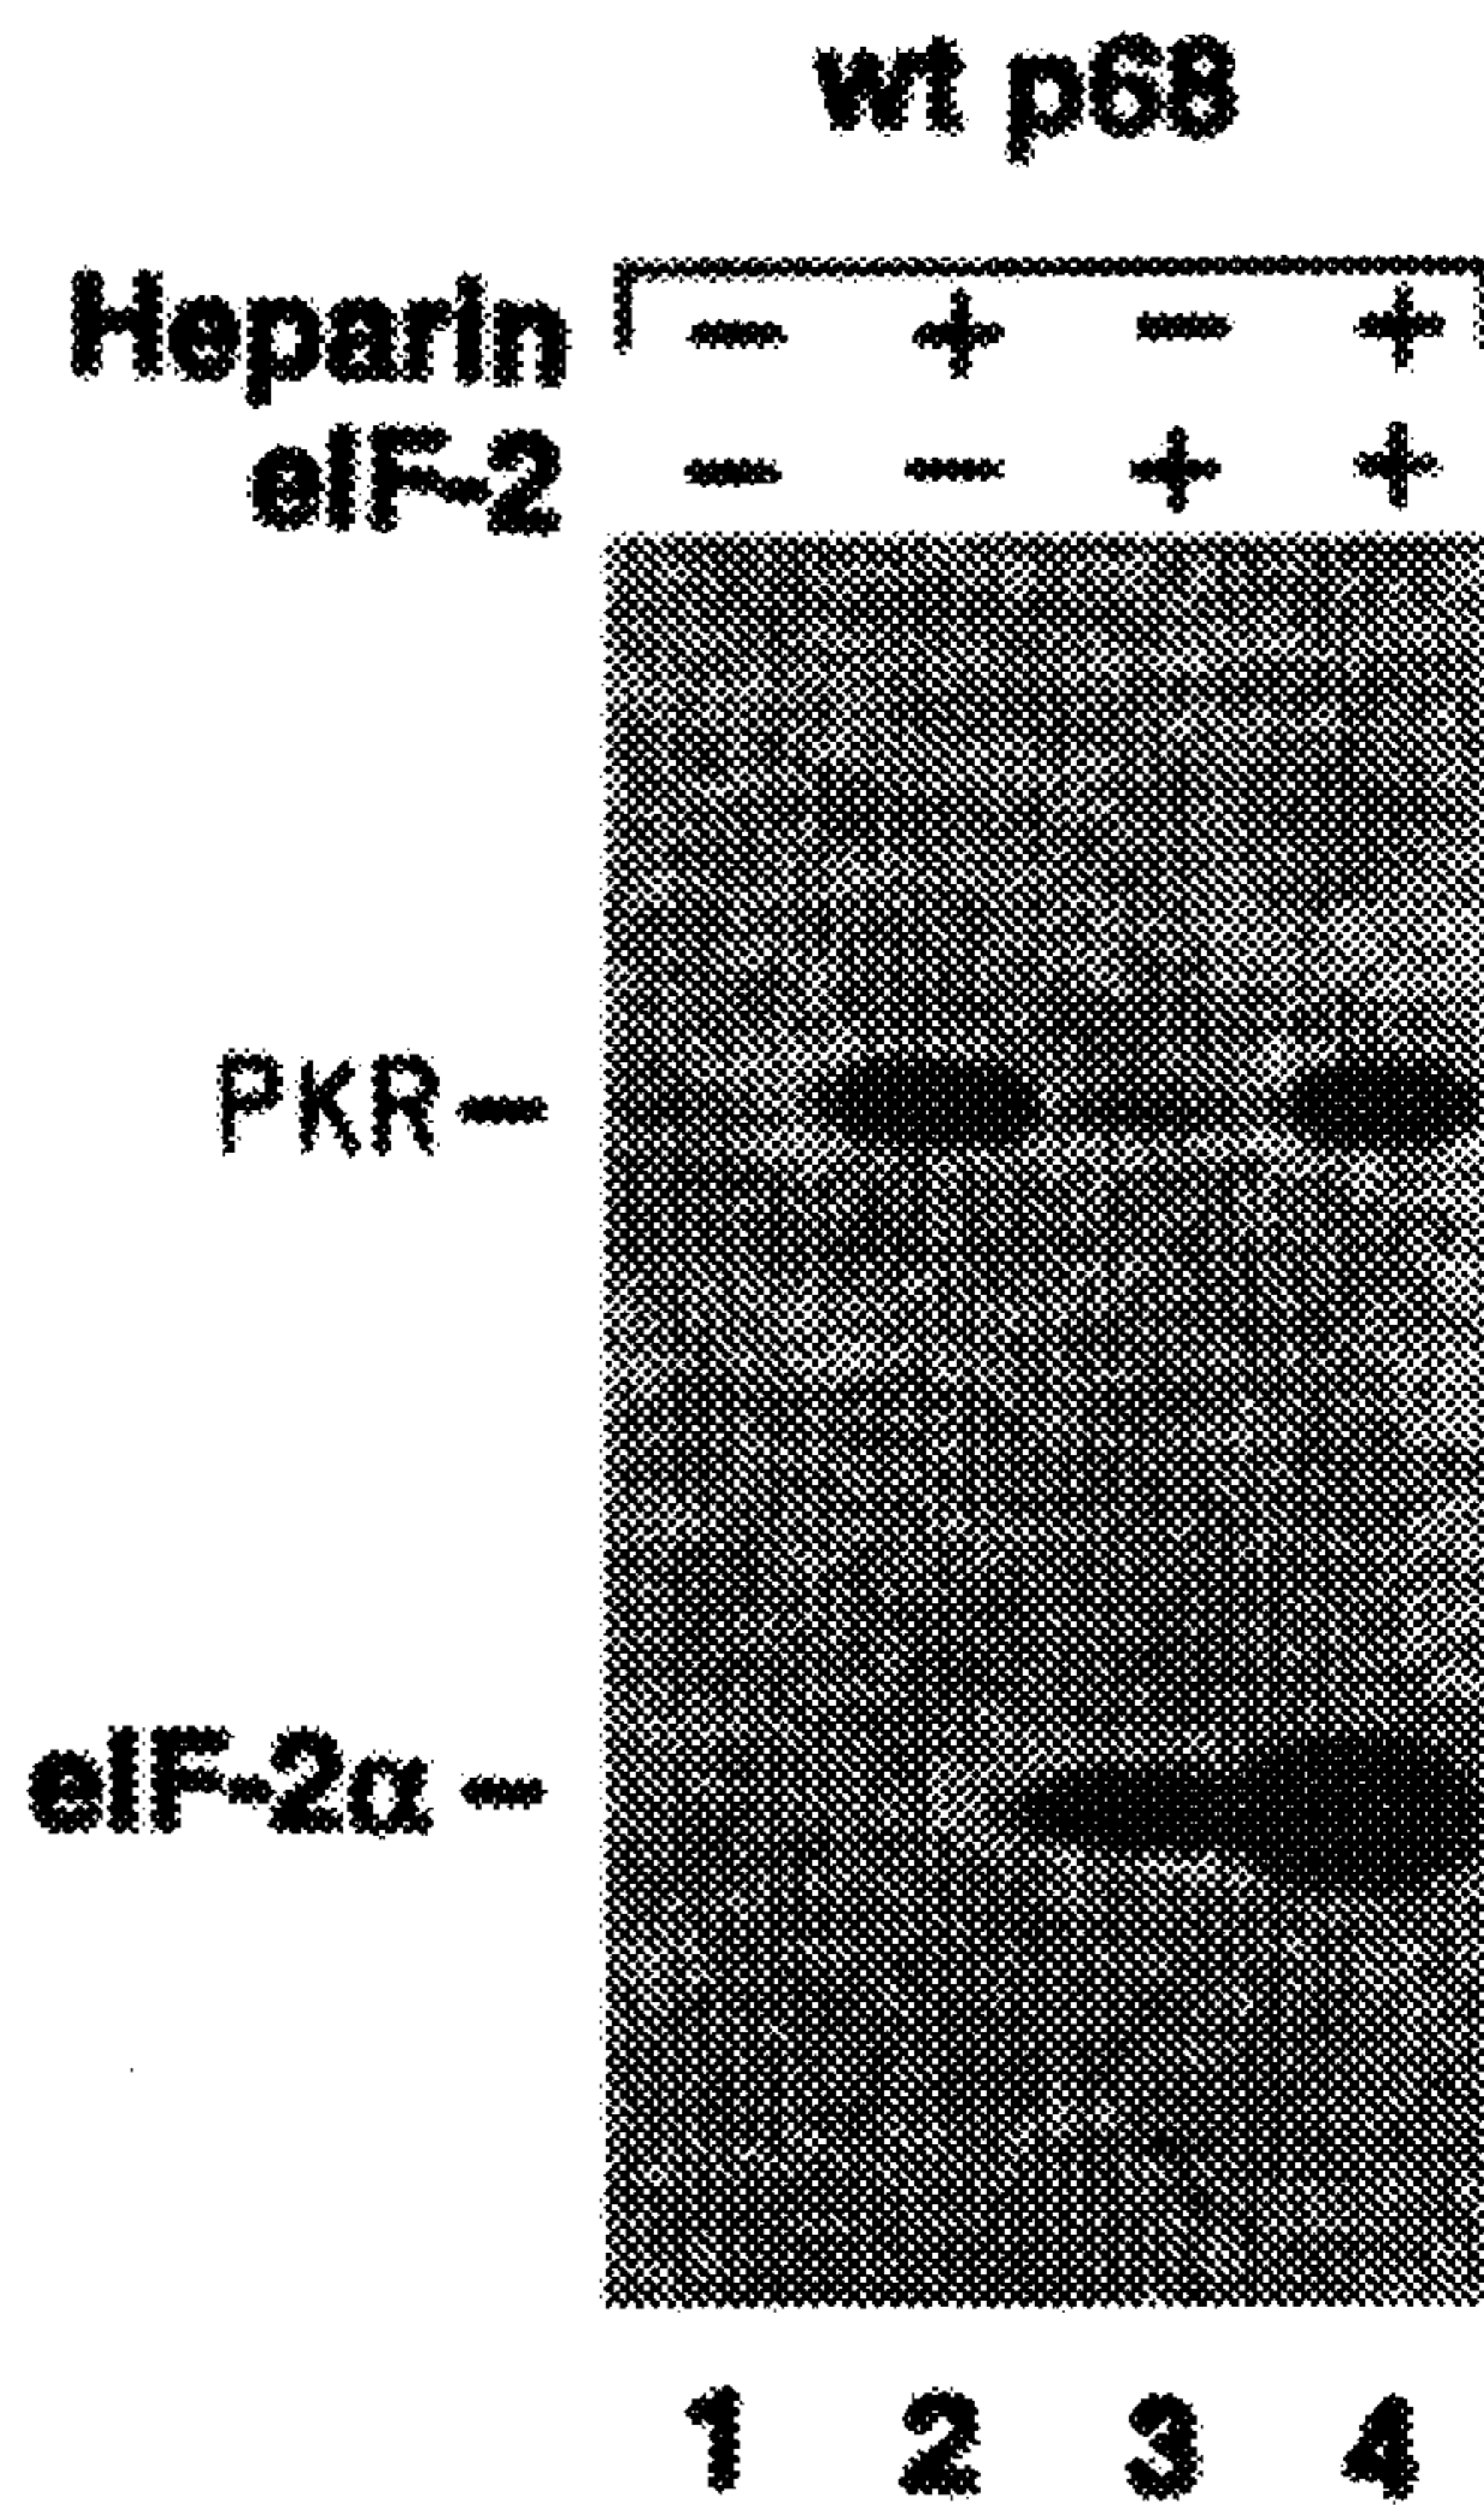 wt p68
Heparin - + - +
eIF-2 - - + +
PKR-
eIF-2α -
1 2 3 4